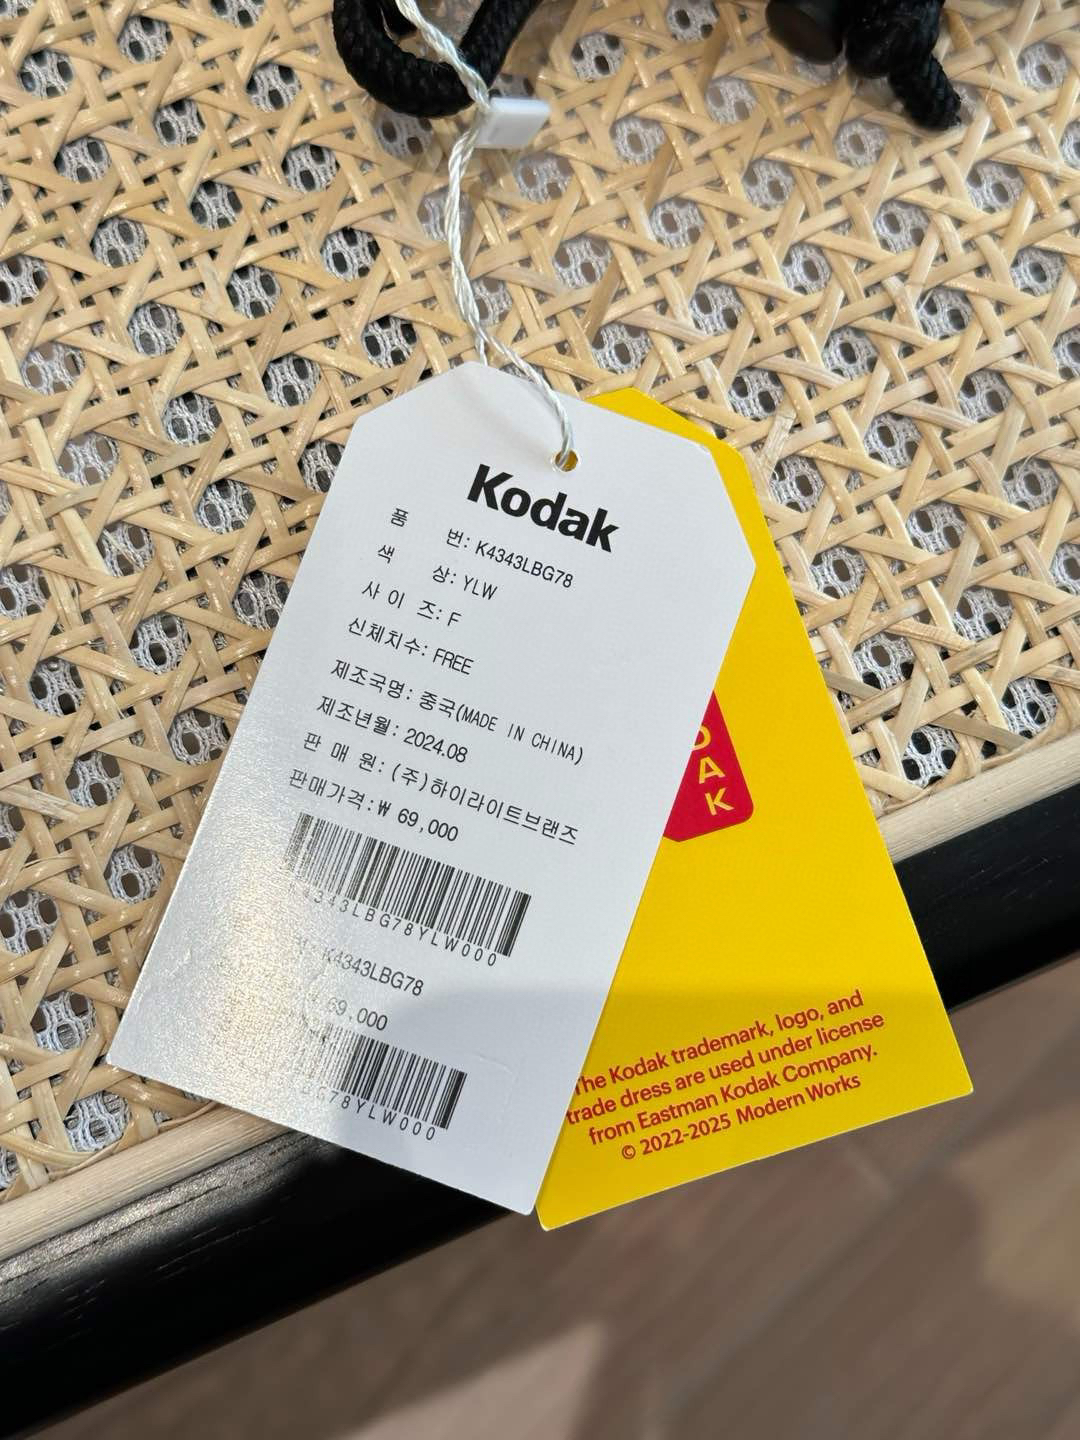 Kodak
품 번: K4343LBG78
색 상: YLW
사 이 즈: F
신체치수: FREE
제조국명: 중국(MADE IN CHINA)
제조년월: 2024.08
판 매 원: (주)하이라이트브랜즈
판매가격:₩ 69,000
4343LBG78YLW000
K4343LBG78
69,000
LBG78YLW000
DAK
The Kodak trademark, logo, and
trade dress are used under license
from Eastman Kodak Company.
© 2022-2025 Modern Works